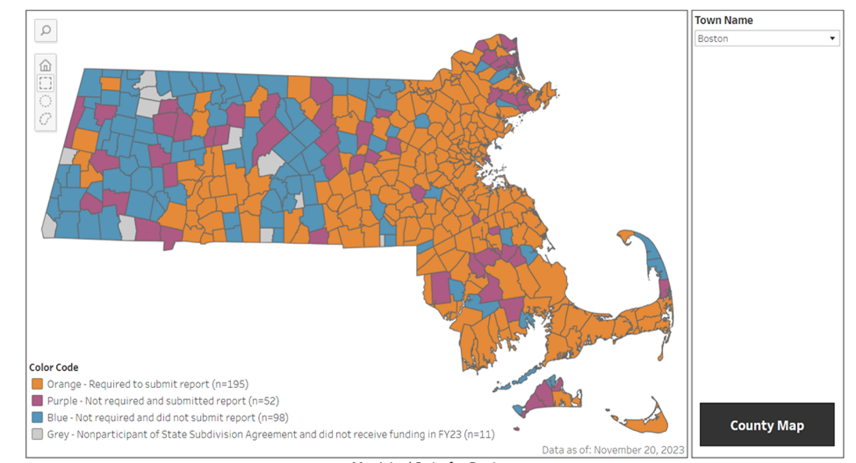 Town Name
Boston
Color Code
Orange - Required to submit report (n=195)
Purple - Not required and submitted report (n=52)
Blue - Not required and did not submit report (n=98)
Grey - Nonparticipant of State Subdivision Agreement and did not receive funding in FY23 (n=11)
County Map
Data as of: November 20, 2023